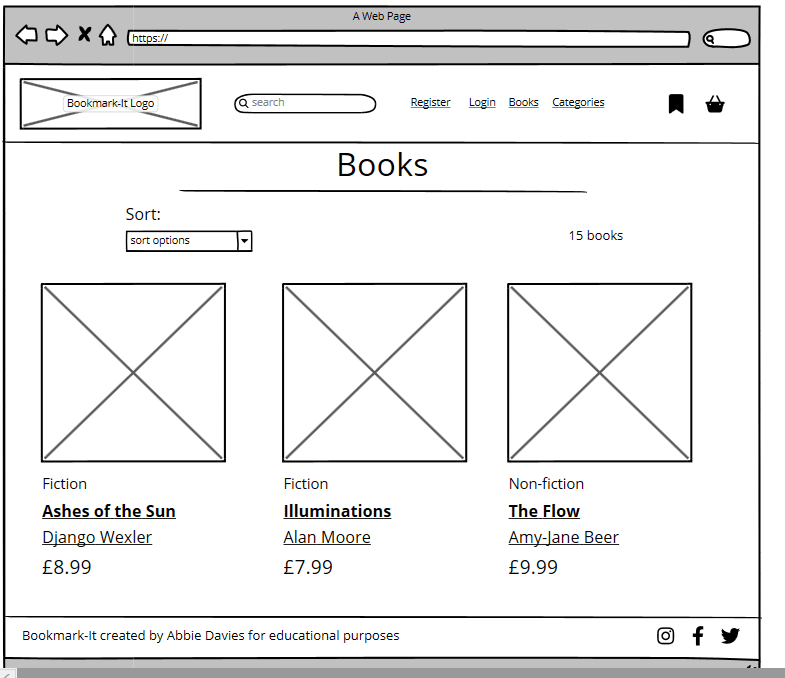 A Web Page
https://
Bookmark-It Logo
search
Register Login Books Categories
Books
Sort:
sort options
15 books
Fiction Fiction Non-fiction
Ashes of the Sun Illuminations The Flow
Django Wexler Alan Moore Amy-Jane Beer
£8.99 £7.99 £9.99
Bookmark-It created by Abbie Davies for educational purposes